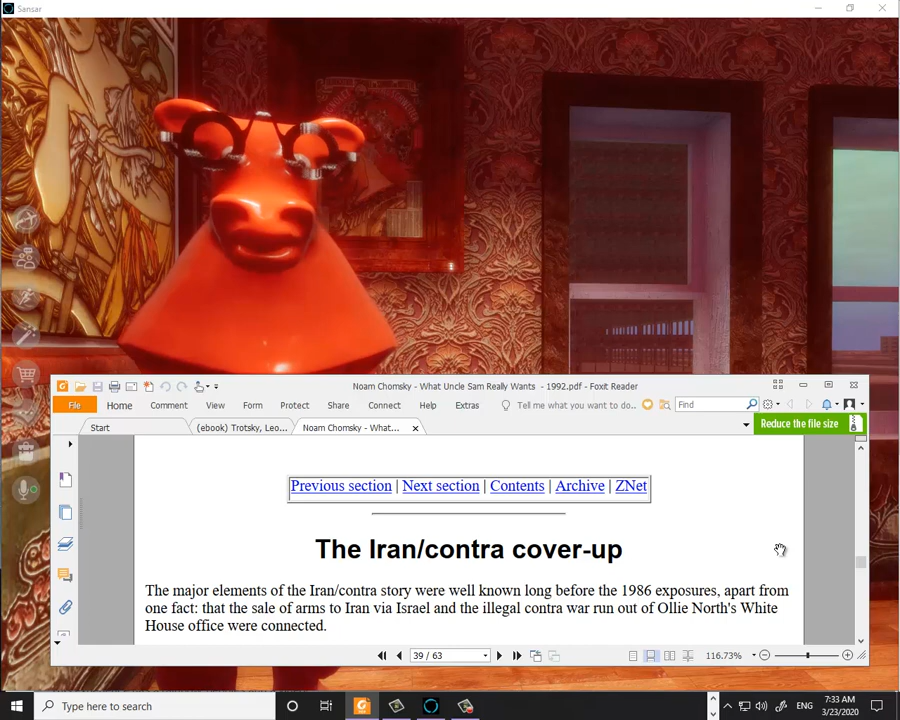 Sansar
Noam Chomsky - What Uncle Sam Really Wants - 1992.pdf - Foxit Reader
File Home Comment View Form Protect Share Connect Help Extras Tell me what you want to do.. Find
Start (ebook) Trotsky, Leo... Noam Chomsky - What... Reduce the file size
Previous section | Next section | Contents | Archive | ZNet
The Iran/contra cover-up
The major elements of the Iran/contra story were well known long before the 1986 exposures, apart from
one fact: that the sale of arms to Iran via Israel and the illegal contra war run out of Ollie North's White
House office were connected.
39 / 63 116.73%
Type here to search ENG 7:33 AM
3/23/2020